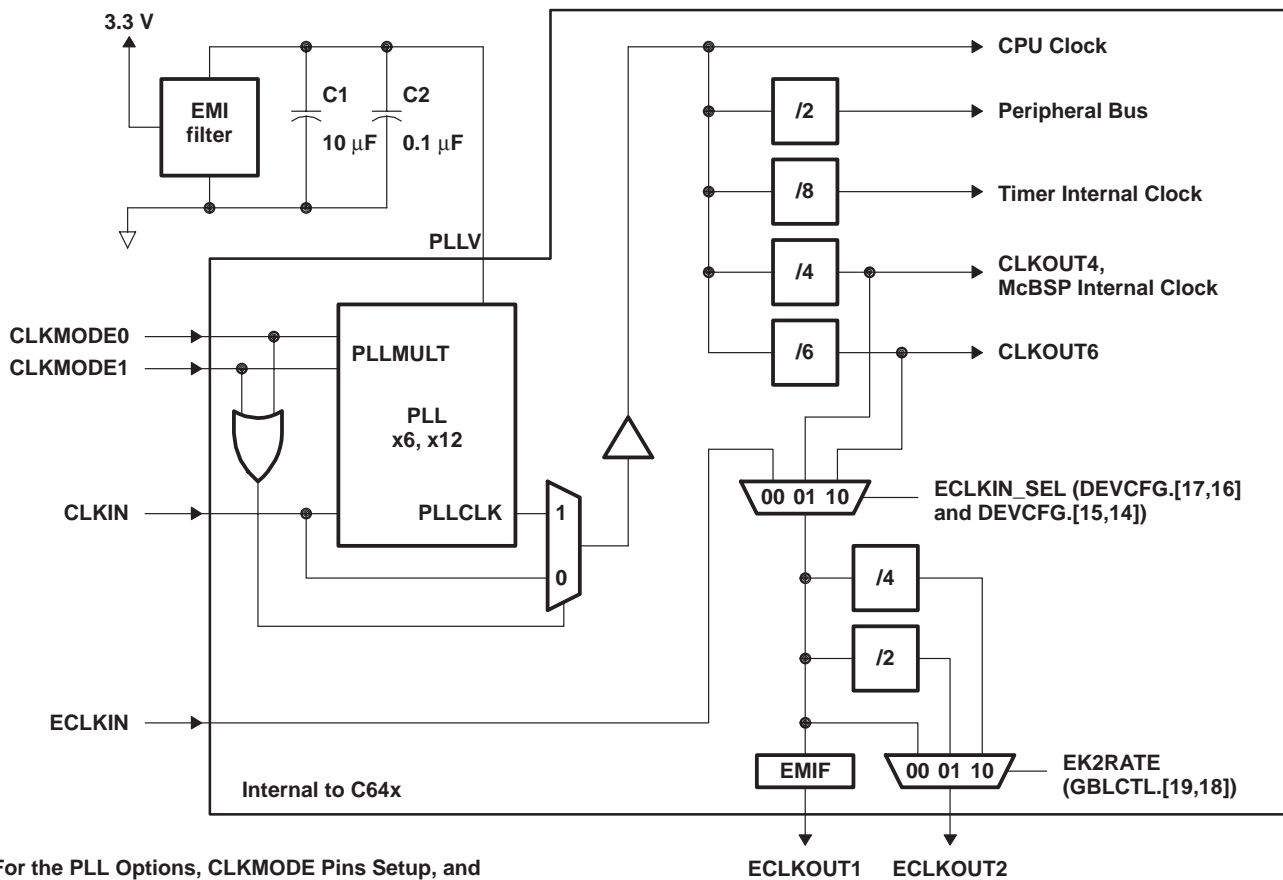 3.3 V
EMI
filter
C1
10 μF
C2
0.1 μF
CPU Clock
/2
Peripheral Bus
/8
Timer Internal Clock
/4
CLKOUT4,
McBSP Internal Clock
/6
CLKOUT6
PLLV
CLKMODE0
CLKMODE1
PLLMULT
PLL
x6, x12
PLLCLK
CLKIN
1
0
00 01 10
ECLKIN_SEL (DEVCFG.[17,16]
and DEVCFG.[15,14])
/4
/2
ECLKIN
EMIF
00 01 10
EK2RATE
(GBLCTL.[19,18])
Internal to C64x
ECLKOUT1
ECLKOUT2
For the PLL Options, CLKMODE Pins Setup, and